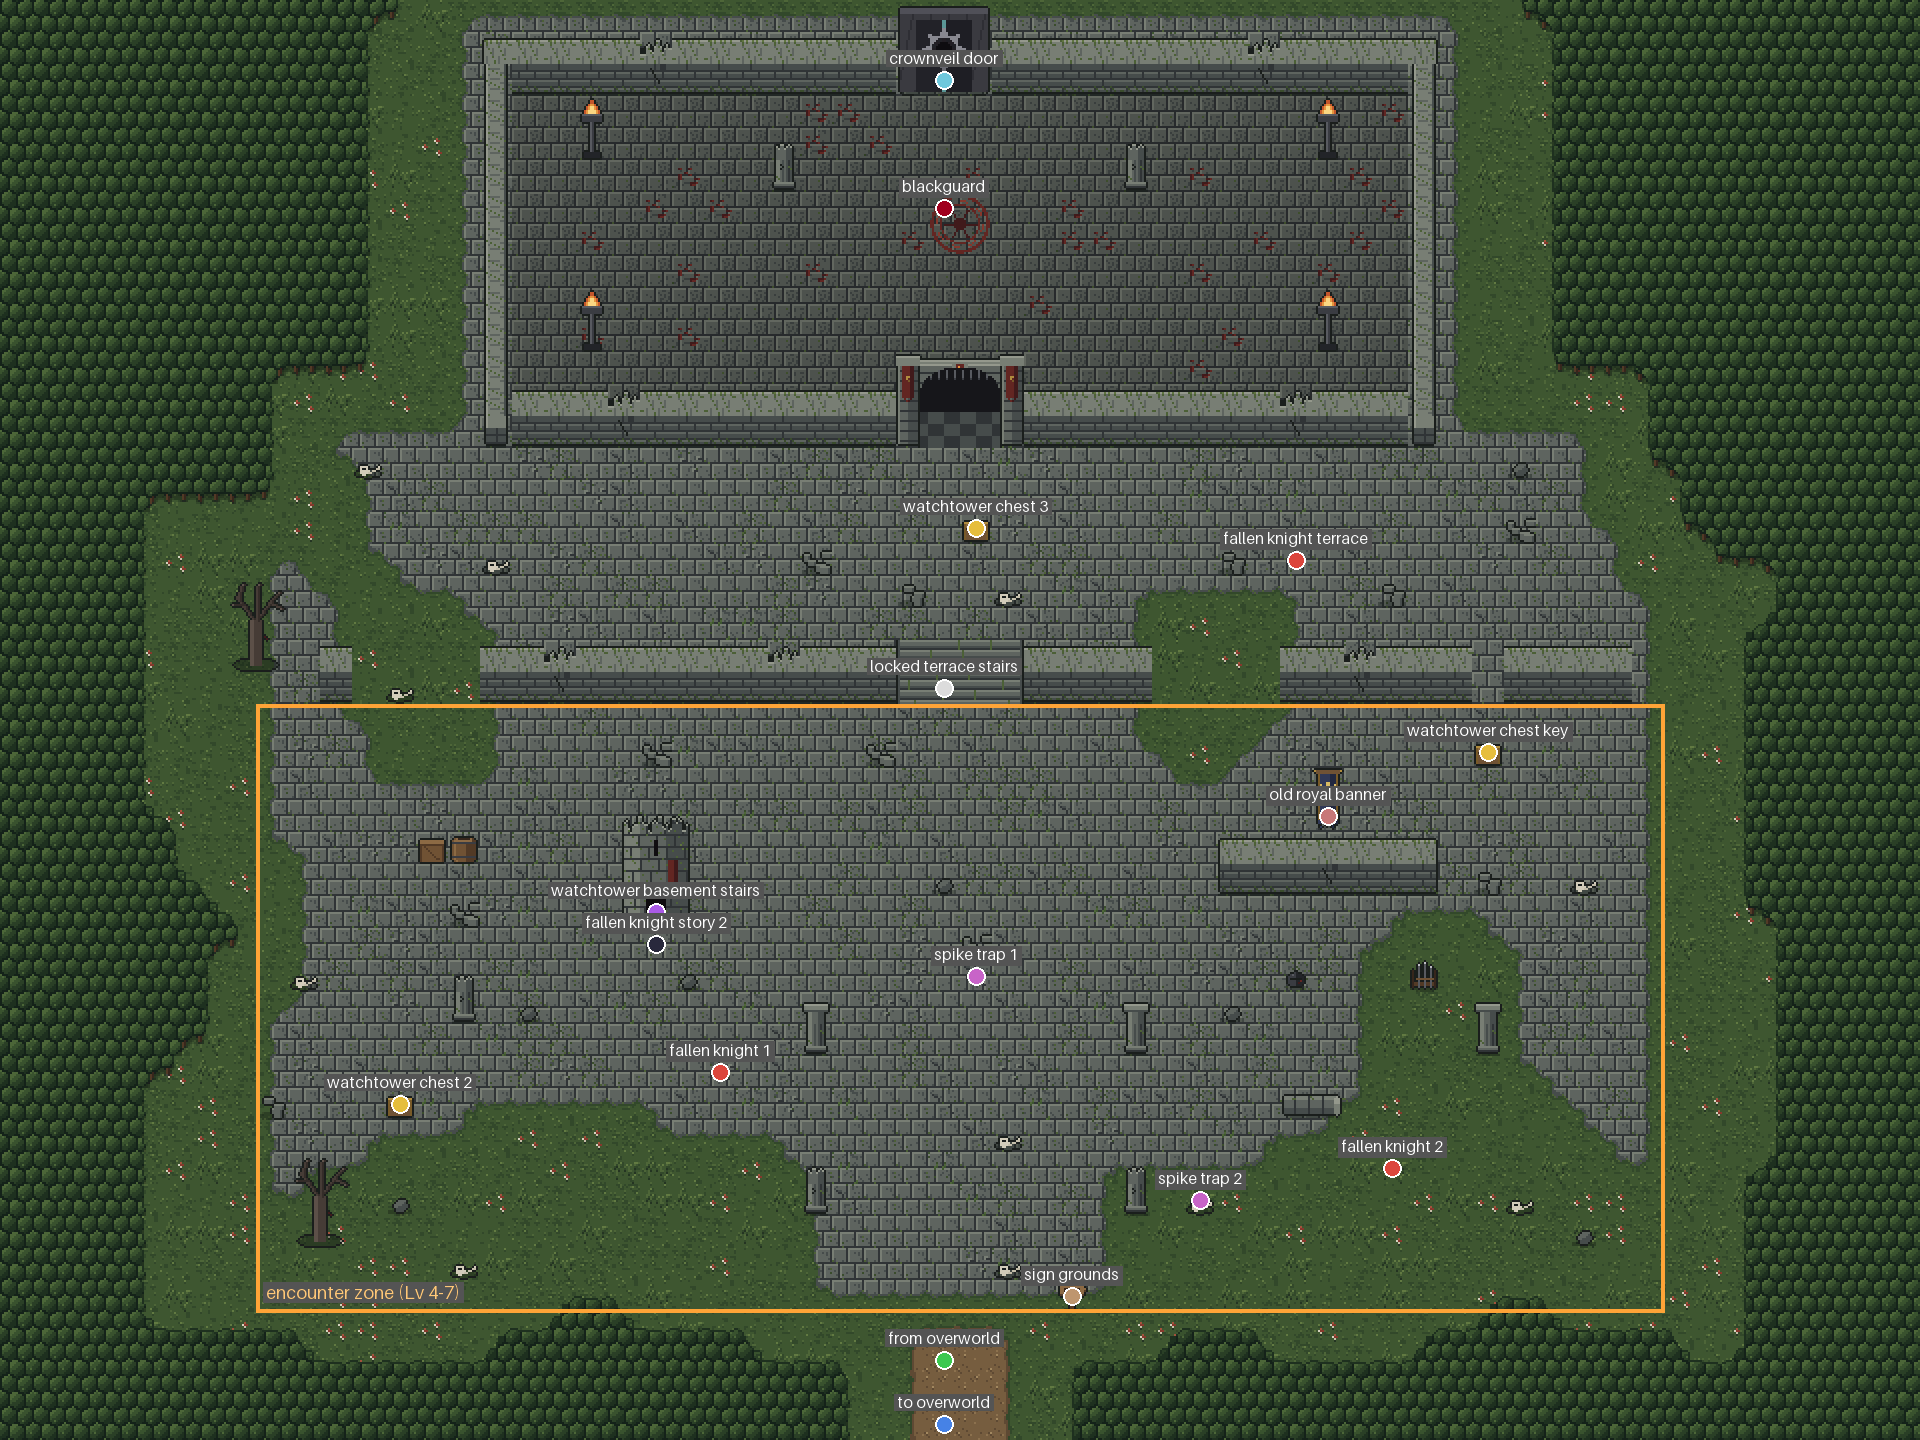 crownveil door
blackguard
watchtower chest 3
fallen knight terrace
locked terrace stairs
watchtower chest key
old royal banner
watchtower basement stairs
fallen knight story 2
spike trap 1
fallen knight 1
watchtower chest 2
fallen knight 2
spike trap 2
sign grounds
encounter zone (Lv 4-7)
from overworld
to overworld